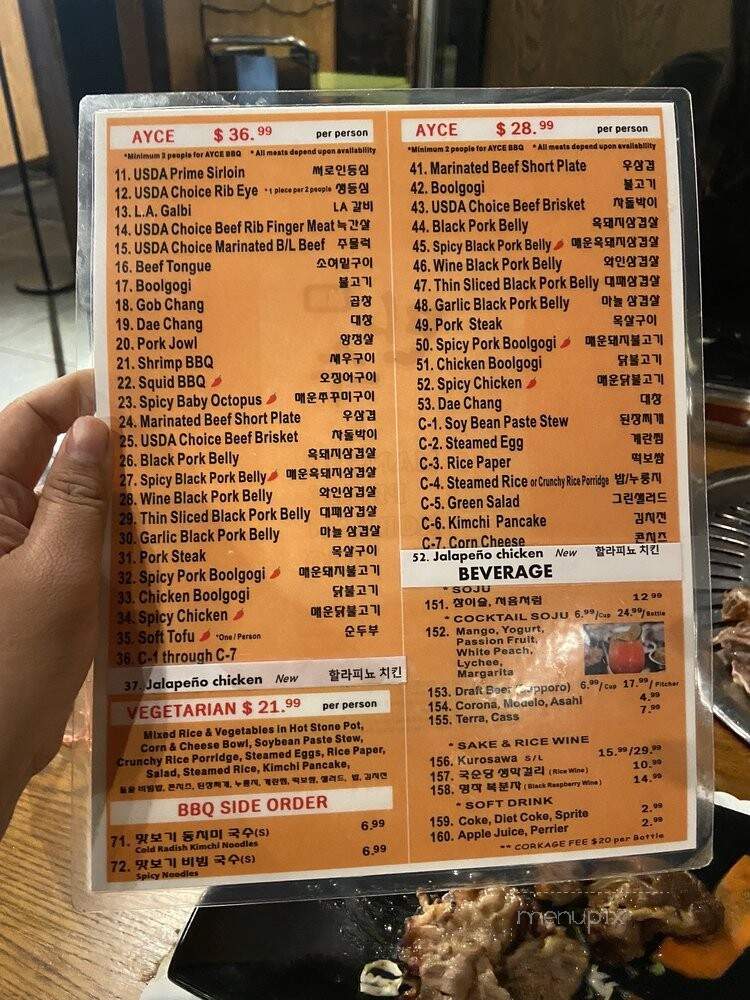 AYCE $ 36.99 per person
*Minimum 2 people for AYCE BBQ * All meats depend upon availability
11. USDA Prime Sirloin 써로인등심
12. USDA Choice Rib Eye *1 piece per 2 people 생등심
13. L.A. Galbi LA 갈비
14. USDA Choice Beef Rib Finger Meat 늑간살
15. USDA Choice Marinated B/L Beef 주물럭
16. Beef Tongue 소혀밑구이
17. Boolgogi 불고기
18. Gob Chang 곱창
19. Dae Chang 대창
20. Pork Jowl 항정살
21. Shrimp BBQ 새우구이
22. Squid BBQ 오징어구이
23. Spicy Baby Octopus 매운쭈꾸미구이
24. Marinated Beef Short Plate 우삼겹
25. USDA Choice Beef Brisket 차돌박이
26. Black Pork Belly 흑돼지삼겹살
27. Spicy Black Pork Belly 매운흑돼지삼겹살
28. Wine Black Pork Belly 와인삼겹살
29. Thin Sliced Black Pork Belly 대패삼겹살
30. Garlic Black Pork Belly 마늘 삼겹살
31. Pork Steak 목살구이
32. Spicy Pork Boolgogi 매운돼지불고기
33. Chicken Boolgogi 닭불고기
34. Spicy Chicken 매운닭불고기
35. Soft Tofu *One / Person 순두부
36. C-1 through C-7
37. Jalapeño chicken New 할라피뇨 치킨
VEGETARIAN $ 21.99 per person
Mixed Rice & Vegetables in Hot Stone Pot,
Corn & Cheese Bowl, Soybean Paste Stew,
Crunchy Rice Porridge, Steamed Eggs, Rice Paper,
Salad, Steamed Rice, Kimchi Pancake,
돌솥 비빔밥, 콘치즈, 된장찌개, 누룽지, 계란찜, 떡보쌈, 샐러드, 밥, 김치전
BBQ SIDE ORDER
71. 맛보기 동치미 국수(S) 6.99
Cold Radish Kimchi Noodles
72. 맛보기 비빔 국수(S) 6.99
Spicy Noodles
AYCE $ 28.99 per person
*Minimum 2 people for AYCE BBQ * All meats depend upon availability
41. Marinated Beef Short Plate 우삼겹
42. Boolgogi 불고기
43. USDA Choice Beef Brisket 차돌박이
44. Black Pork Belly 흑돼지삼겹살
45. Spicy Black Pork Belly 매운흑돼지삼겹살
46. Wine Black Pork Belly 와인삼겹살
47. Thin Sliced Black Pork Belly 대패삼겹살
48. Garlic Black Pork Belly 마늘 삼겹살
49. Pork Steak 목살구이
50. Spicy Pork Boolgogi 매운돼지불고기
51. Chicken Boolgogi 닭불고기
52. Spicy Chicken 매운닭불고기
53. Dae Chang 대창
C-1. Soy Bean Paste Stew 된장찌개
C-2. Steamed Egg 계란찜
C-3. Rice Paper 떡보쌈
C-4. Steamed Rice or Crunchy Rice Porridge 밥/누룽지
C-5. Green Salad 그린샐러드
C-6. Kimchi Pancake 김치전
C-7. Corn Cheese 콘치즈
52. Jalapeño chicken New 할라피뇨 치킨
BEVERAGE
* SOJU
151. 참이슬, 처음처럼 12.99
* COCKTAIL SOJU 6.99/Cup 24.99/Bottle
152. Mango, Yogurt,
Passion Fruit,
White Peach,
Lychee,
Margarita
153. Draft Beer (Sapporo) 6.99/Cup 17.99/Pitcher
154. Corona, Modelo, Asahi 4.99
155. Terra, Cass 7.99
* SAKE & RICE WINE
156. Kurosawa S/L 15.99/29.99
157. 국순당 생막걸리 (Rice Wine) 10.99
158. 명작 복분자 (Black Raspberry Wine) 14.99
* SOFT DRINK
159. Coke, Diet Coke, Sprite 2.99
160. Apple Juice, Perrier 2.99
** CORKAGE FEE $20 per Bottle
menupix